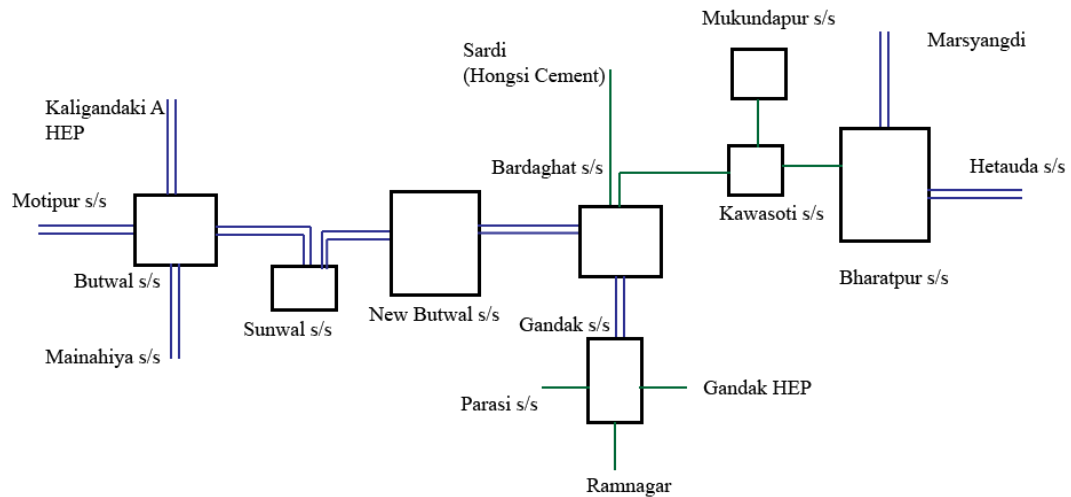 Mukundapur s/s
Marsyangdi
Sardi
(Hongsi Cement)
Kaligandaki A
HEP
Bardaghat s/s
Hetauda s/s
Motipur s/s
Kawasoti s/s
Butwal s/s
Bharatpur s/s
New Butwal s/s
Sunwal s/s
Gandak s/s
Mainahiya s/s
Gandak HEP
Parasi s/s
Ramnagar